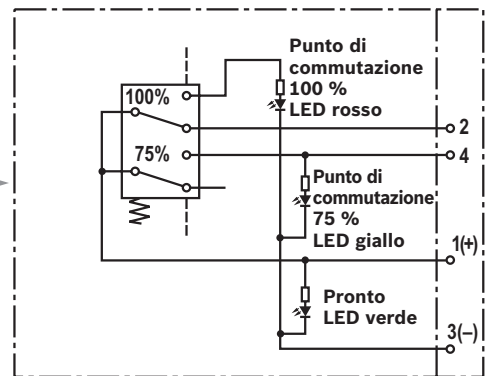 Punto di
commutazione
100 %
LED rosso
100%
75%
2
4
Punto di
commutazione
75 %
LED giallo
1(+)
Pronto
LED verde
3(–)